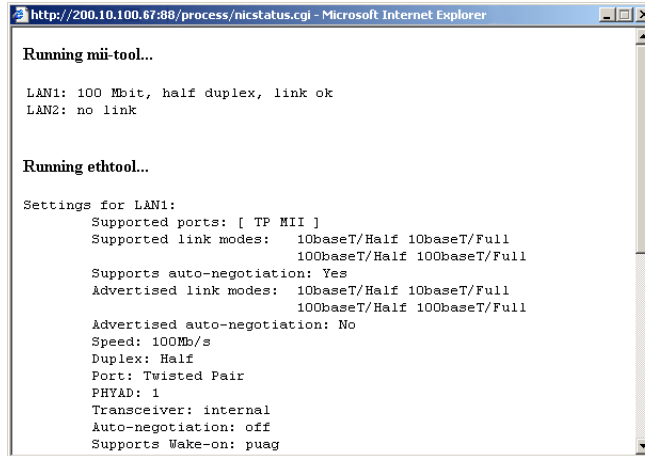 http://200.10.100.67:88/process/nicstatus.cgi - Microsoft Internet Explorer
Running mii-tool...
LAN1: 100 Mbit, half duplex, link ok
LAN2: no link
Running ethtool...
Settings for LAN1:
Supported ports: [ TP MII ]
Supported link modes: 10baseT/Half 10baseT/Full
100baseT/Half 100baseT/Full
Supports auto-negotiation: Yes
Advertised link modes: 10baseT/Half 10baseT/Full
100baseT/Half 100baseT/Full
Advertised auto-negotiation: No
Speed: 100Mb/s
Duplex: Half
Port: Twisted Pair
PHYAD: 1
Transceiver: internal
Auto-negotiation: off
Supports Wake-on: puag